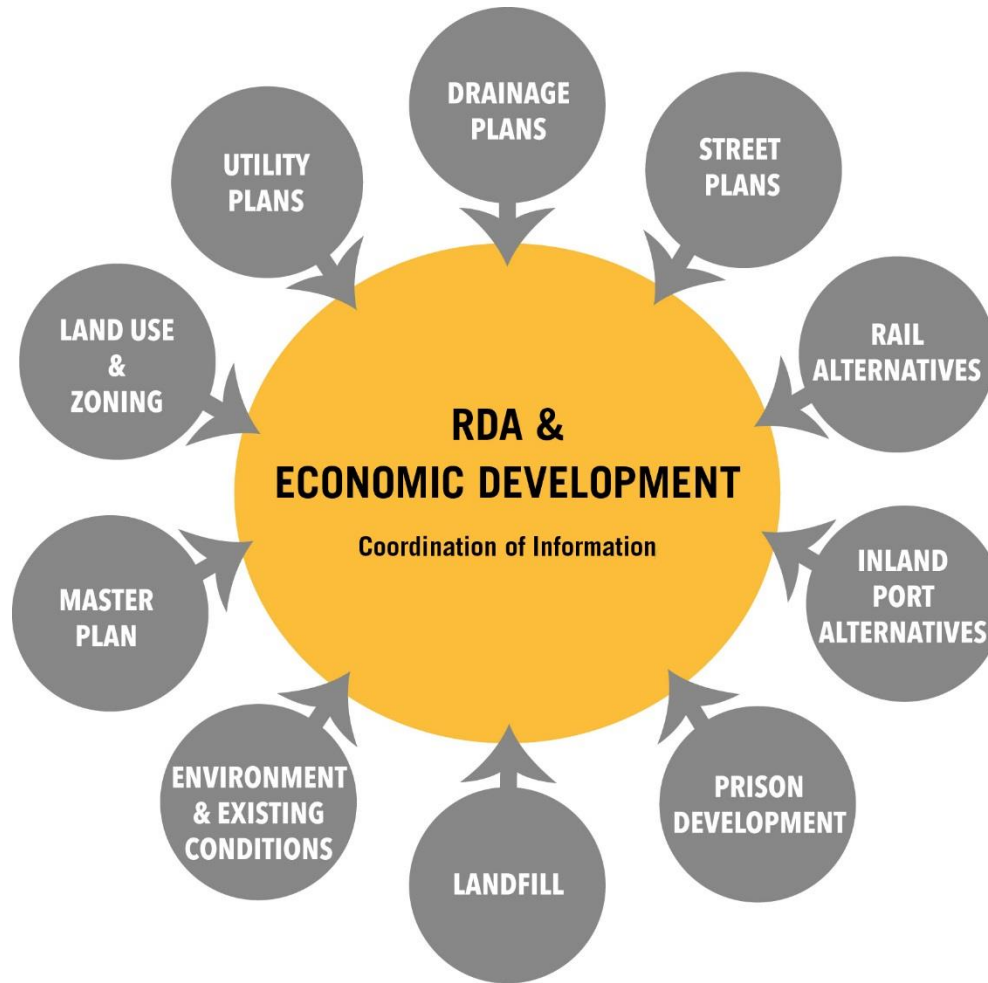 DRAINAGE
PLANS
STREET
PLANS
RAIL
ALTERNATIVES
INLAND
PORT
ALTERNATIVES
PRISON
DEVELOPMENT
LANDFILL
ENVIRONMENT
& EXISTING
CONDITIONS
MASTER
PLAN
LAND USE
&
ZONING
UTILITY
PLANS
RDA &
ECONOMIC DEVELOPMENT
Coordination of Information